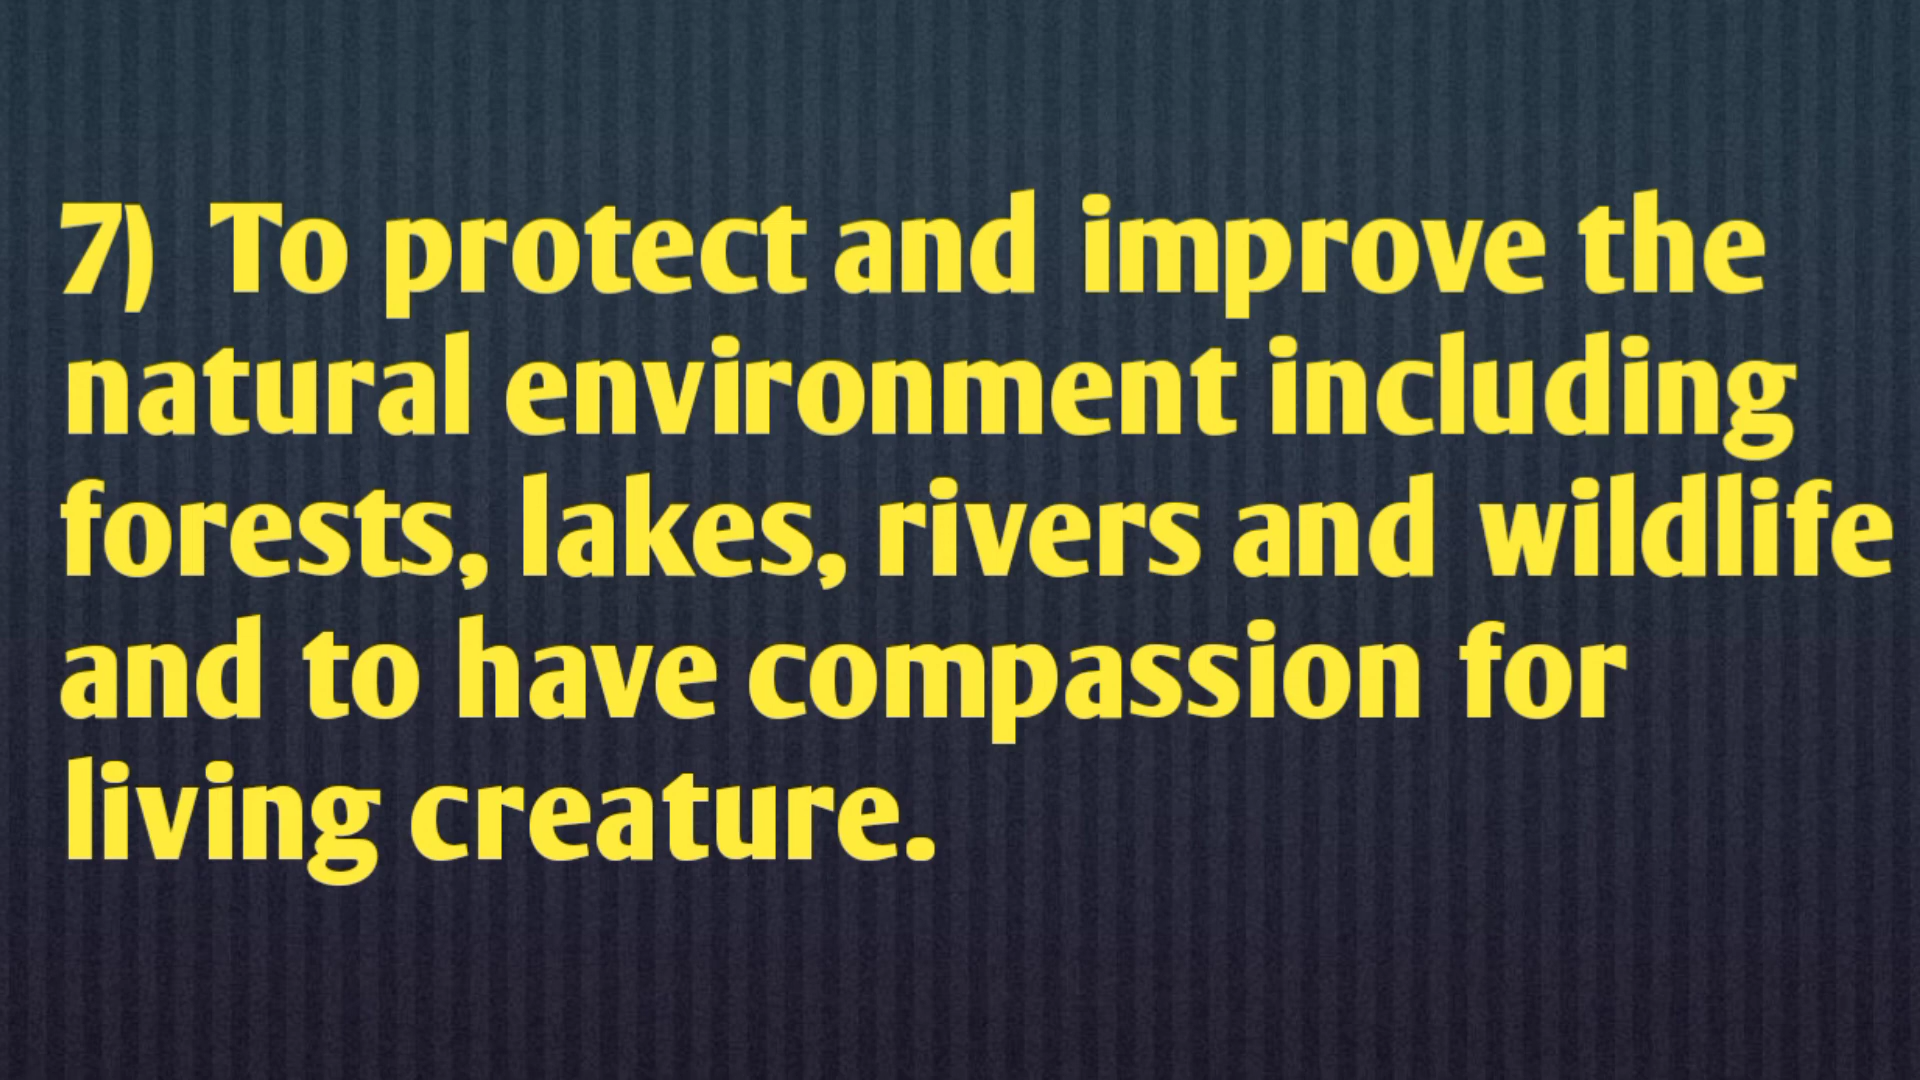 7) To protect and improve the
natural environment including
forests, lakes, rivers and wildlife
and to have compassion for
living creature.